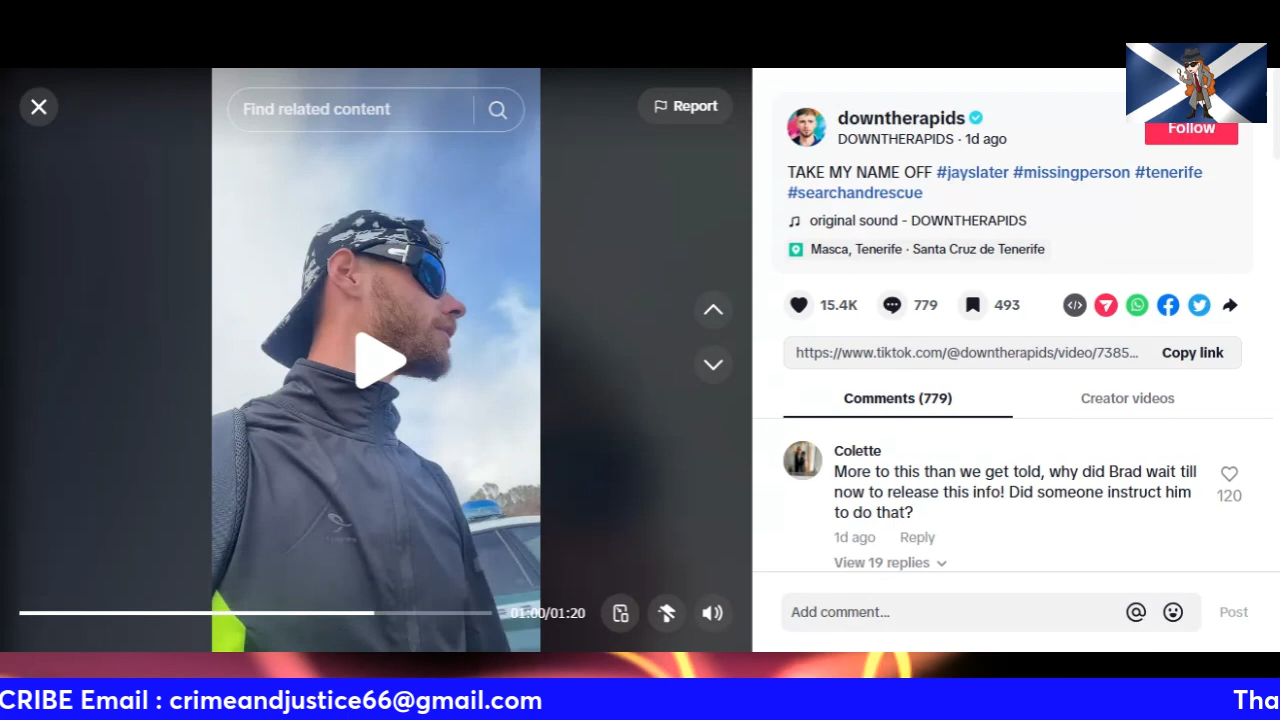 Find related content
Report
downtherapids
DOWNTHERAPIDS · 1d ago
Follow
TAKE MY NAME OFF #jayslater #missingperson #tenerife
#searchandrescue
original sound - DOWNTHERAPIDS
Masca, Tenerife · Santa Cruz de Tenerife
15.4K
779
493
https://www.tiktok.com/@downtherapids/video/7385...
Copy link
Comments (779)
Creator videos
Colette
More to this than we get told, why did Brad wait till
now to release this info! Did someone instruct him
to do that?
120
1d ago
Reply
View 19 replies
01:00/01:20
Add comment...
Post
CRIBE Email : crimeandjustice66@gmail.com
Tha